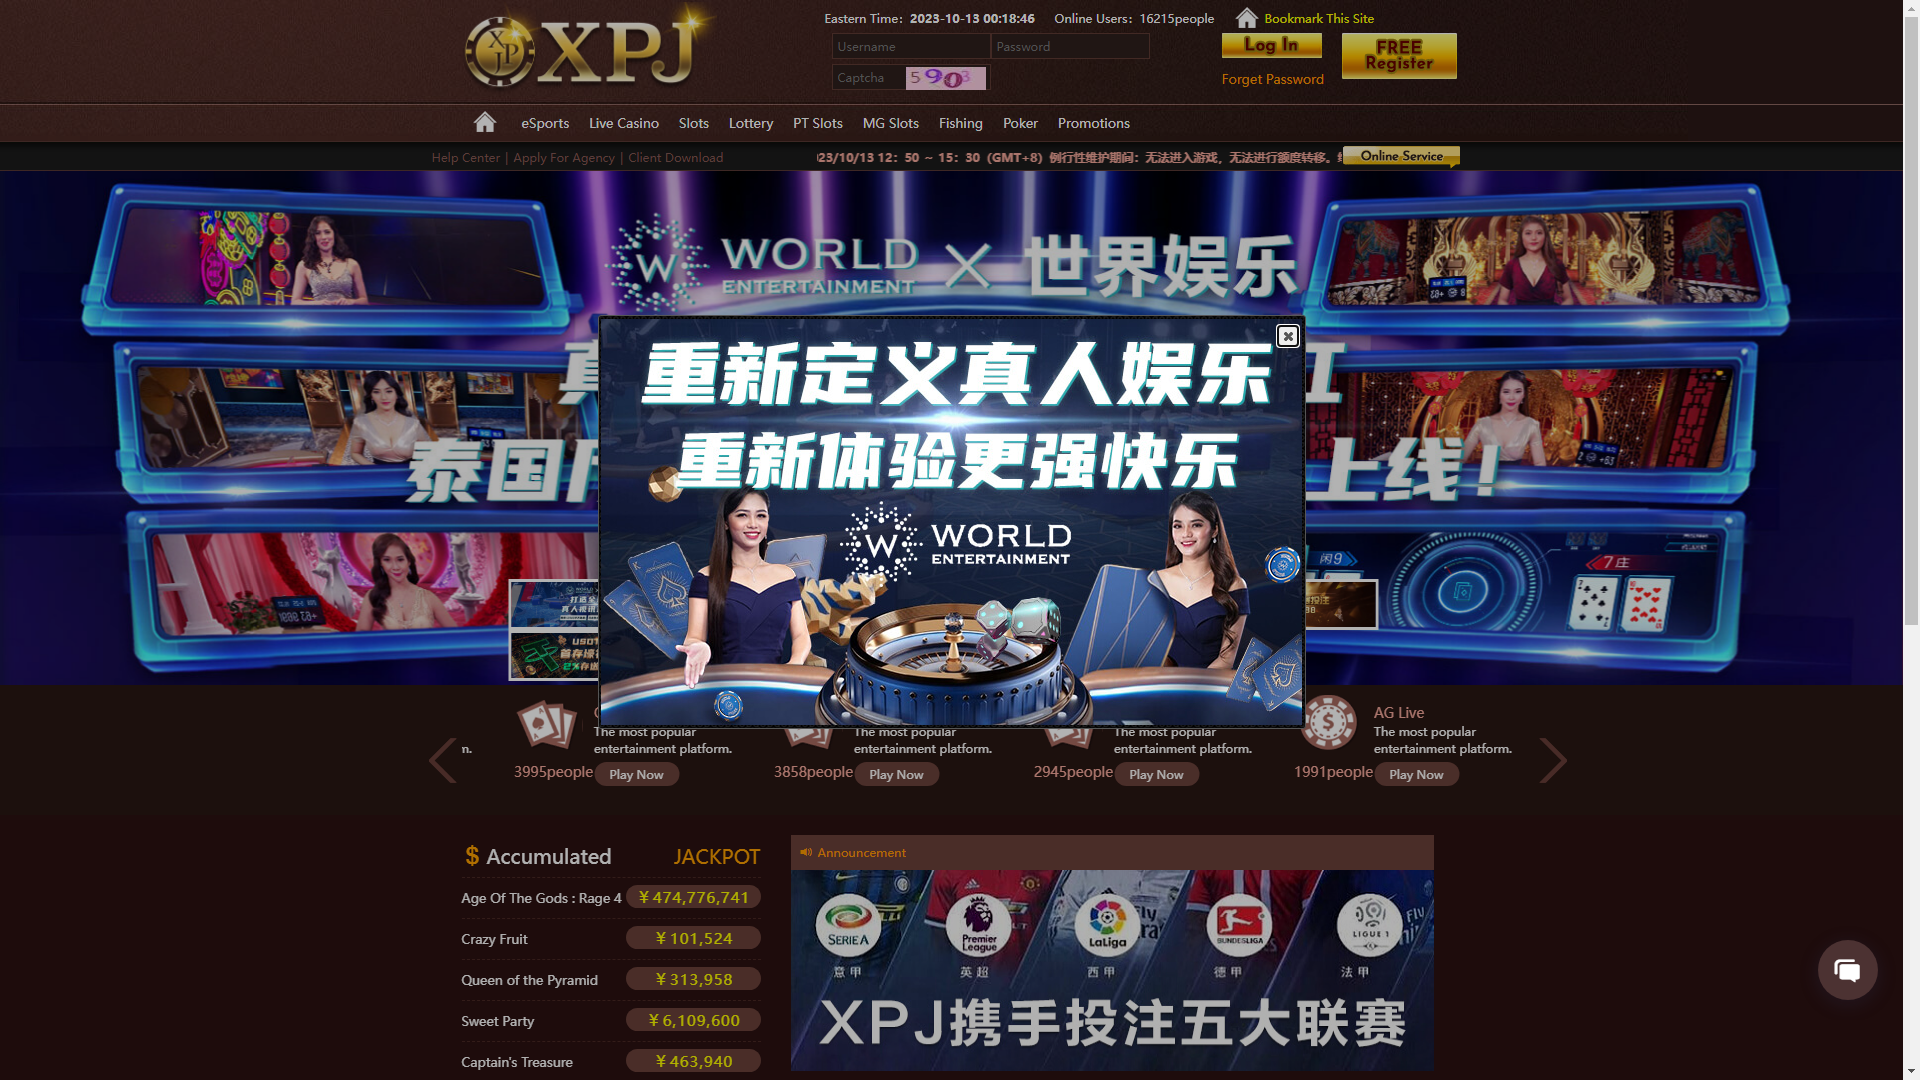 XPJ
Eastern Time: 2023-10-13 00:18:46
Online Users: 16215people
Bookmark This Site
Username
Password
Log In
FREE
Register
Captcha
5903
Forget Password
eSports
Live Casino
Slots
Lottery
PT Slots
MG Slots
Fishing
Poker
Promotions
Help Center | Apply For Agency | Client Download
23/10/13 12：50 ~ 15：30（GMT+8）例行性维护期间：无法进入游戏，无法进行额度转移。
Online Service
WORLD
ENTERTAINMENT
世界娱乐
泰国
上线！
重新定义真人娱乐
重新体验更强快乐
W
WORLD
ENTERTAINMENT
闲9
7庄
n.
The most popular
entertainment platform.
3995people
Play Now
The most popular
entertainment platform.
3858people
Play Now
The most popular
entertainment platform.
2945people
Play Now
AG Live
The most popular
entertainment platform.
1991people
Play Now
$ Accumulated
JACKPOT
Age Of The Gods : Rage 4
¥ 474,776,741
Crazy Fruit
¥ 101,524
Queen of the Pyramid
¥ 313,958
Sweet Party
¥ 6,109,600
Captain's Treasure
¥ 463,940
Announcement
SERIE A
Premier
League
LaLiga
BUNDESLIGA
LIGUE 1
意甲
英超
西甲
德甲
法甲
XPJ携手投注五大联赛